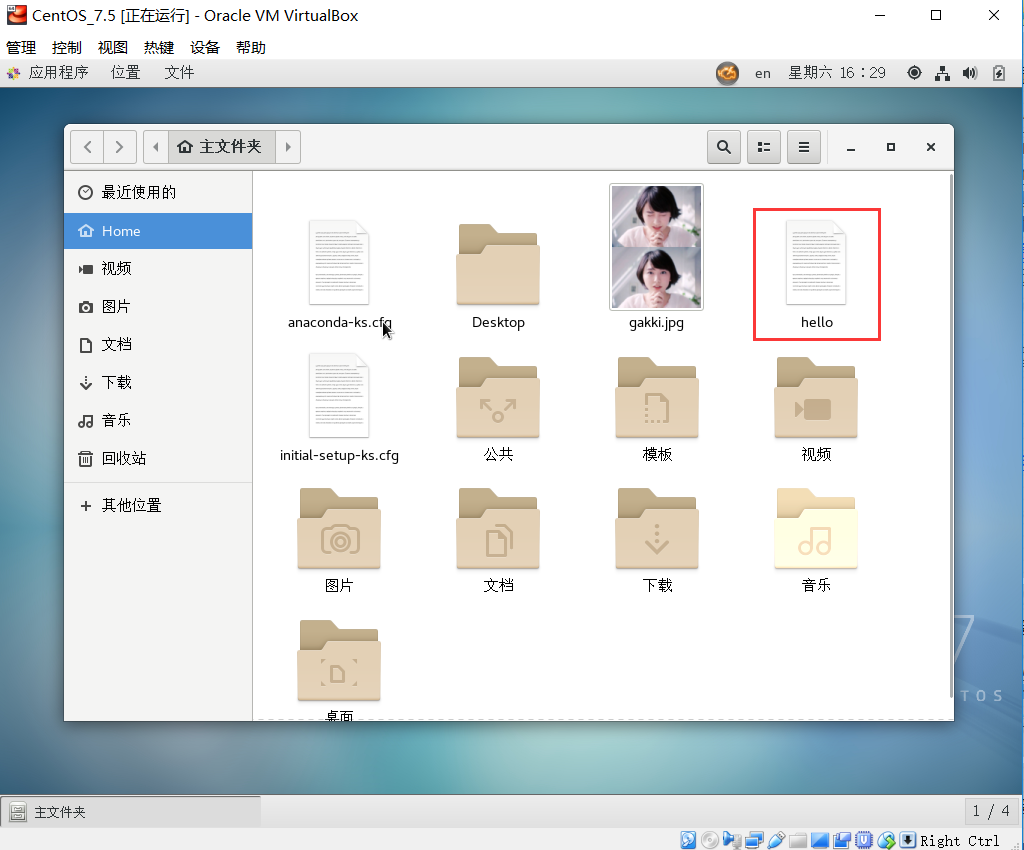 CentOS_7.5 [正在运行] - Oracle VM VirtualBox
管理 控制 视图 热键 设备 帮助
应用程序 位置 文件 en 星期六 16：29
主文件夹
最近使用的
Home
视频
图片
文档
下载
音乐
回收站
+ 其他位置
anaconda-ks.cfg Desktop gakki.jpg hello
initial-setup-ks.cfg 公共 模板 视频
图片 文档 下载 音乐
桌面
7
TOS
主文件夹 1 / 4
Right Ctrl